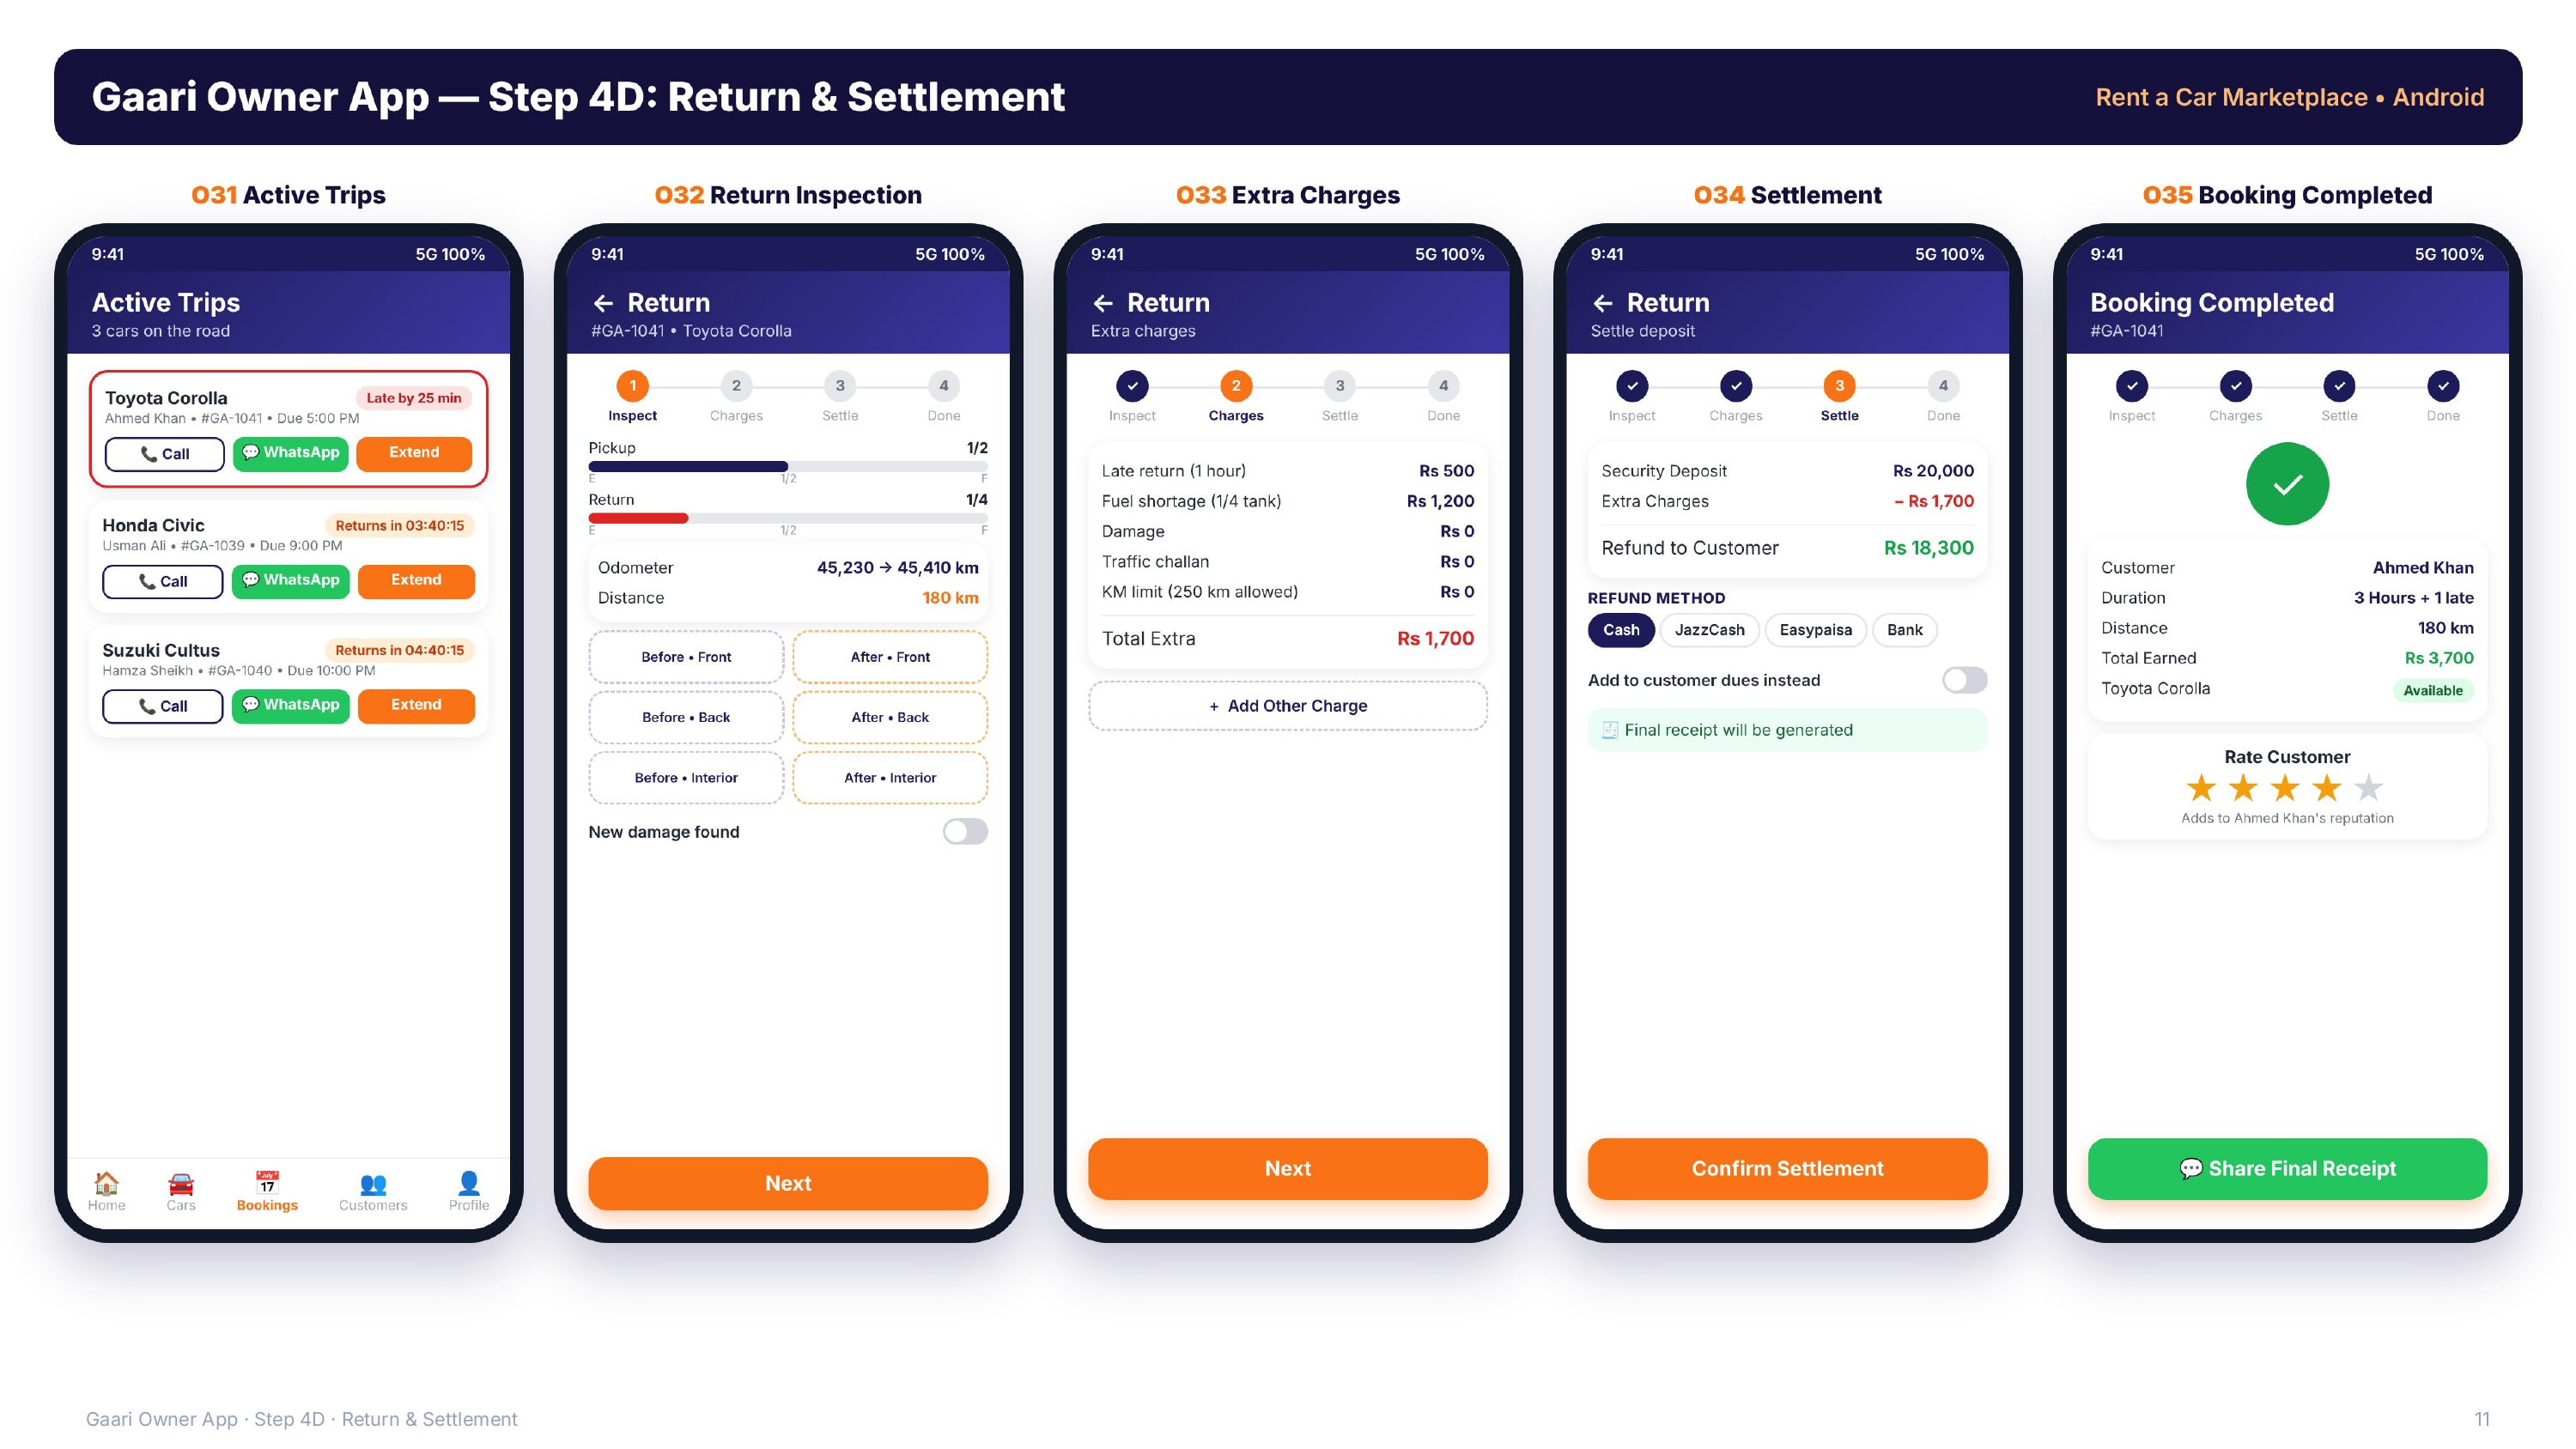 Gaari Owner App — Step 4D: Return & Settlement
Rent a Car Marketplace • Android
O31 Active Trips
9:41 5G 100%
Active Trips
3 cars on the road
Toyota Corolla Late by 25 min
Ahmed Khan • #GA-1041 • Due 5:00 PM
📞 Call 💬 WhatsApp Extend
Honda Civic Returns in 03:40:15
Usman Ali • #GA-1039 • Due 9:00 PM
📞 Call 💬 WhatsApp Extend
Suzuki Cultus Returns in 04:40:15
Hamza Sheikh • #GA-1040 • Due 10:00 PM
📞 Call 💬 WhatsApp Extend
Home Cars Bookings Customers Profile
O32 Return Inspection
9:41 5G 100%
← Return
#GA-1041 • Toyota Corolla
1 2 3 4
Inspect Charges Settle Done
Pickup 1/2
E 1/2 F
Return 1/4
E 1/2 F
Odometer 45,230 → 45,410 km
Distance 180 km
Before • Front After • Front
Before • Back After • Back
Before • Interior After • Interior
New damage found
Next
O33 Extra Charges
9:41 5G 100%
← Return
Extra charges
✓ 2 3 4
Inspect Charges Settle Done
Late return (1 hour) Rs 500
Fuel shortage (1/4 tank) Rs 1,200
Damage Rs 0
Traffic challan Rs 0
KM limit (250 km allowed) Rs 0
Total Extra Rs 1,700
+ Add Other Charge
Next
O34 Settlement
9:41 5G 100%
← Return
Settle deposit
✓ ✓ 3 4
Inspect Charges Settle Done
Security Deposit Rs 20,000
Extra Charges – Rs 1,700
Refund to Customer Rs 18,300
REFUND METHOD
Cash JazzCash Easypaisa Bank
Add to customer dues instead
🧾 Final receipt will be generated
Confirm Settlement
O35 Booking Completed
9:41 5G 100%
Booking Completed
#GA-1041
✓ ✓ ✓ ✓
Inspect Charges Settle Done
✓
Customer Ahmed Khan
Duration 3 Hours + 1 late
Distance 180 km
Total Earned Rs 3,700
Toyota Corolla Available
Rate Customer
★ ★ ★ ★ ★
Adds to Ahmed Khan's reputation
💬 Share Final Receipt
Gaari Owner App · Step 4D · Return & Settlement
11